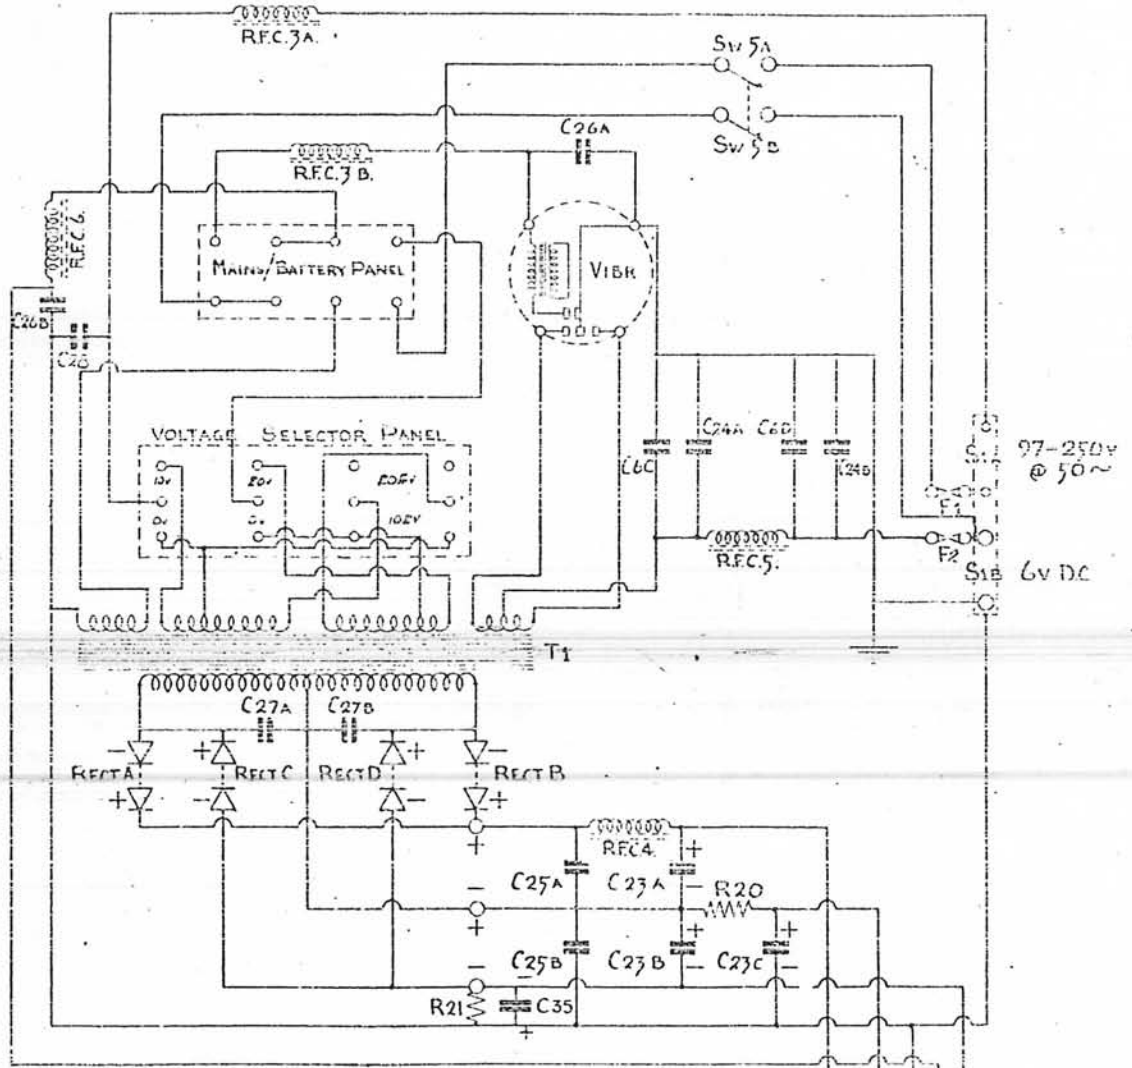 R.F.C.3A.
Sw 5A
C26A
Sw 5B
R.F.C.3B.
R.F.C.6.
MAINS/BATTERY PANEL
VIBR
C26B
VOLTAGE SELECTOR PANEL
C24A
C6D
C6C
C24B
97-250V
@ 50~
10V
20V
205V
0V
0V
102V
F1
F2
R.F.C.5.
S1B
6V D.C
T1
C27A
C27B
- + + -
RECT A
RECT C
RECT D
RECT B
+ - - +
+
R.F.C.4.
+
C25A
C23A
-
R20
-
+
+
+
C25B
C23B
-
C23C
-
-
-
R21
C35
+